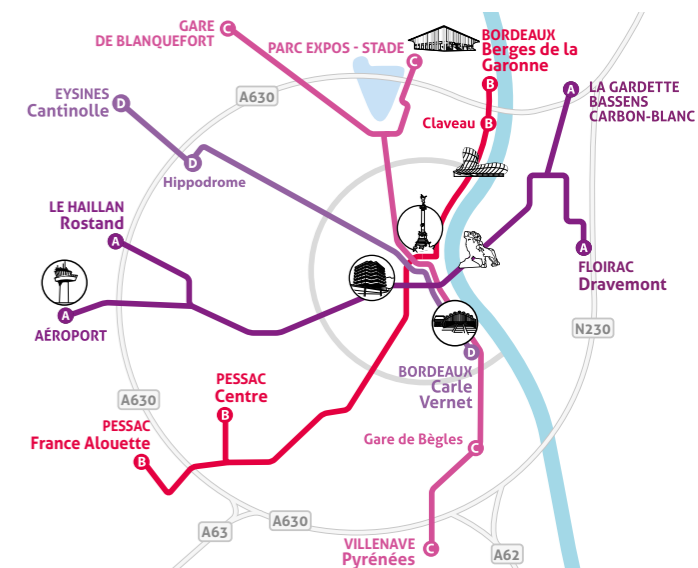 GARE
DE BLANQUEFORT
C
PARC EXPOS - STADE
C
BORDEAUX
Berges de la
Garonne
B
EYSINES
Cantinolle
D
A630
Claveau
B
A
LA GARDETTE
BASSENS
CARBON-BLANC
D
Hippodrome
LE HAILLAN
Rostand
A
A
FLOIRAC
Dravemont
A
AÉROPORT
N230
D
BORDEAUX
Carle
Vernet
A630
PESSAC
Centre
B
PESSAC
France Alouette
B
Gare de Bègles
C
A63
A630
VILLENAVE
Pyrénées
C
A62